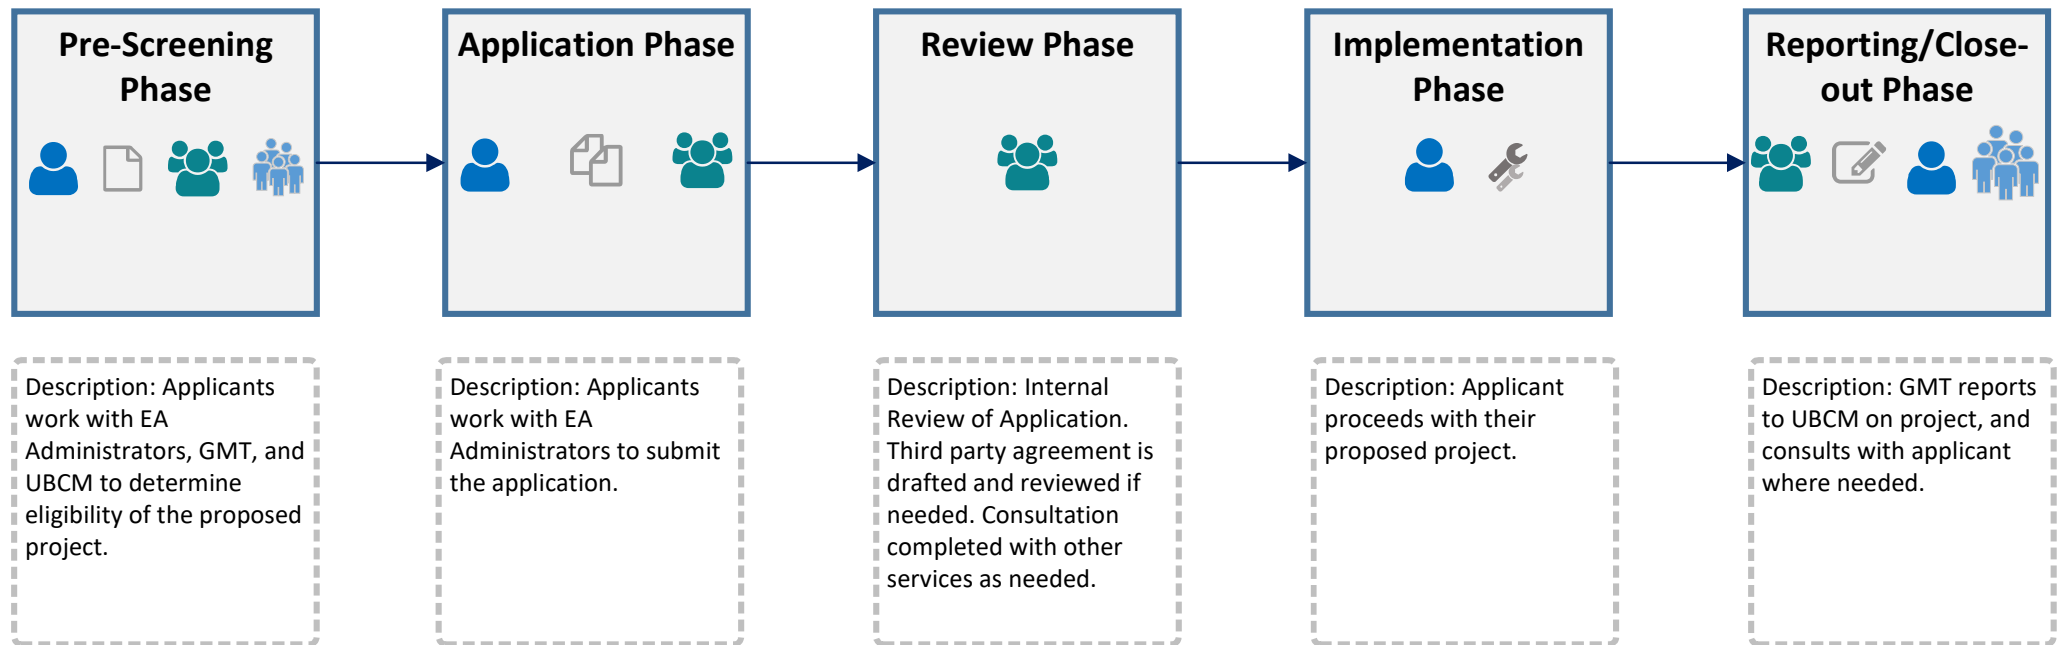 Pre-Screening
Phase
Application Phase
Review Phase
Implementation
Phase
Reporting/Close-
out Phase
Description: Applicants
work with EA
Administrators, GMT, and
UBCM to determine
eligibility of the proposed
project.
Description: Applicants
work with EA
Administrators to submit
the application.
Description: Internal
Review of Application.
Third party agreement is
drafted and reviewed if
needed. Consultation
completed with other
services as needed.
Description: Applicant
proceeds with their
proposed project.
Description: GMT reports
to UBCM on project, and
consults with applicant
where needed.